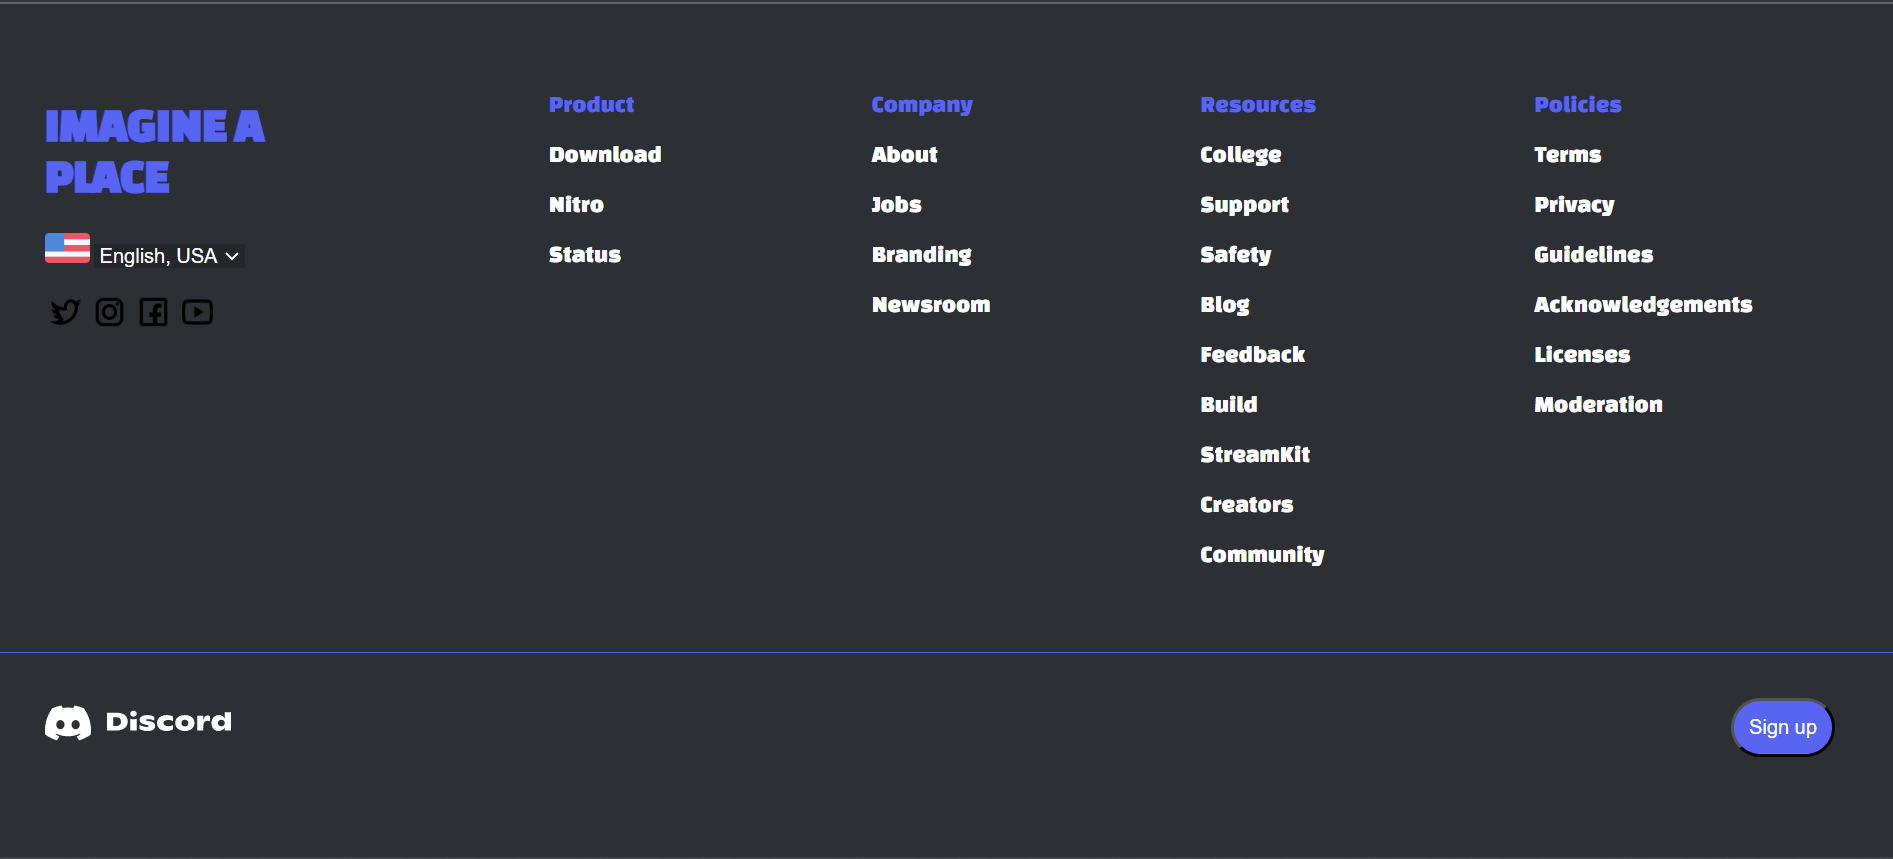 IMAGINE A
PLACE
English, USA
Product
Download
Nitro
Status
Company
About
Jobs
Branding
Newsroom
Resources
College
Support
Safety
Blog
Feedback
Build
StreamKit
Creators
Community
Policies
Terms
Privacy
Guidelines
Acknowledgements
Licenses
Moderation
Discord
Sign up